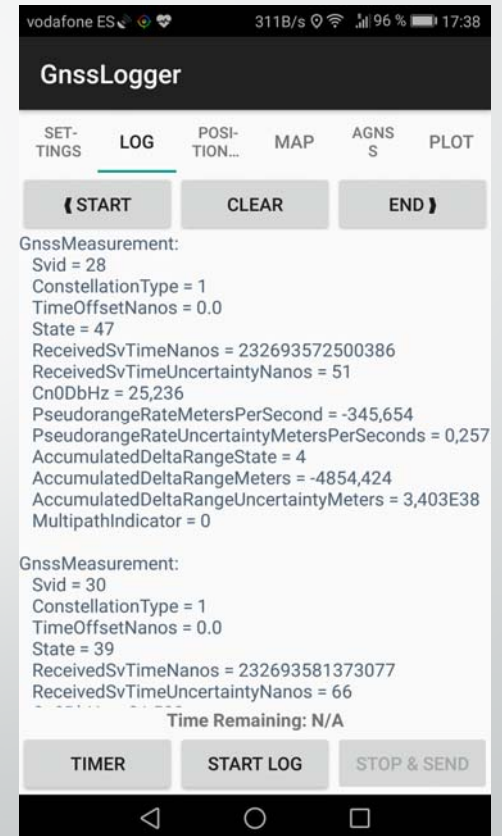 vodafone ES 311B/s 96 % 17:38
GnssLogger
SET-
TINGS
LOG
POSI-
TION...
MAP
AGNS
S
PLOT
❰ START CLEAR END ❱
GnssMeasurement:
Svid = 28
ConstellationType = 1
TimeOffsetNanos = 0.0
State = 47
ReceivedSvTimeNanos = 232693572500386
ReceivedSvTimeUncertaintyNanos = 51
Cn0DbHz = 25,236
PseudorangeRateMetersPerSecond = -345,654
PseudorangeRateUncertaintyMetersPerSeconds = 0,257
AccumulatedDeltaRangeState = 4
AccumulatedDeltaRangeMeters = -4854,424
AccumulatedDeltaRangeUncertaintyMeters = 3,403E38
MultipathIndicator = 0
GnssMeasurement:
Svid = 30
ConstellationType = 1
TimeOffsetNanos = 0.0
State = 39
ReceivedSvTimeNanos = 232693581373077
ReceivedSvTimeUncertaintyNanos = 66
Time Remaining: N/A
TIMER START LOG STOP & SEND